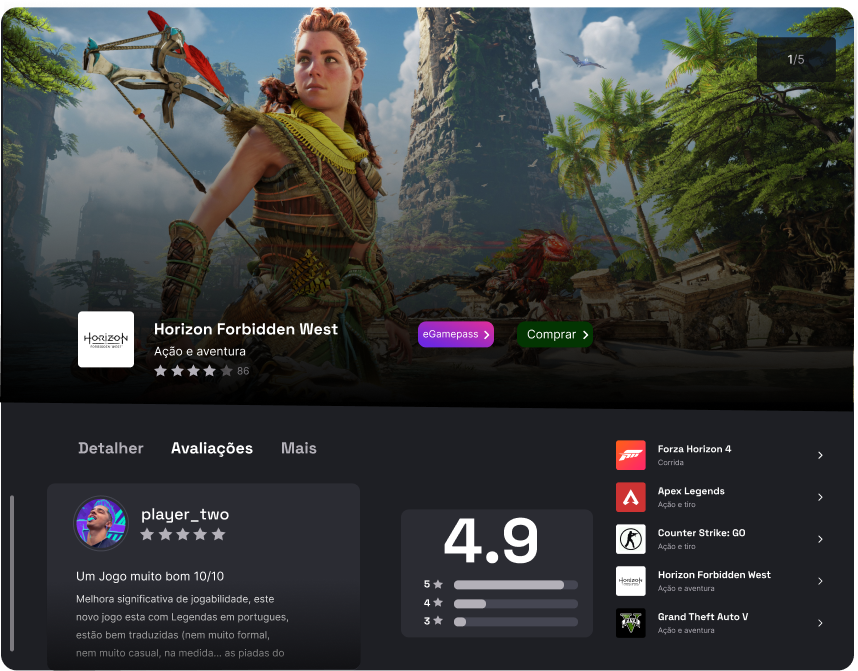 1/5
HORIZON
FORBIDDEN WEST
Horizon Forbidden West
Ação e aventura
86
eGamepass
Comprar
Detalher
Avaliações
Mais
player_two
Um Jogo muito bom 10/10
Melhora significativa de jogabilidade, este
novo jogo esta com Legendas em portugues,
estão bem traduzidas (nem muito formal,
nem muito casual, na medida... as piadas do
4.9
5
4
3
Forza Horizon 4
Corrida
Apex Legends
Ação e tiro
Counter Strike: GO
Ação e tiro
HORIZON
Horizon Forbidden West
Ação e aventura
V
Grand Theft Auto V
Ação e aventura